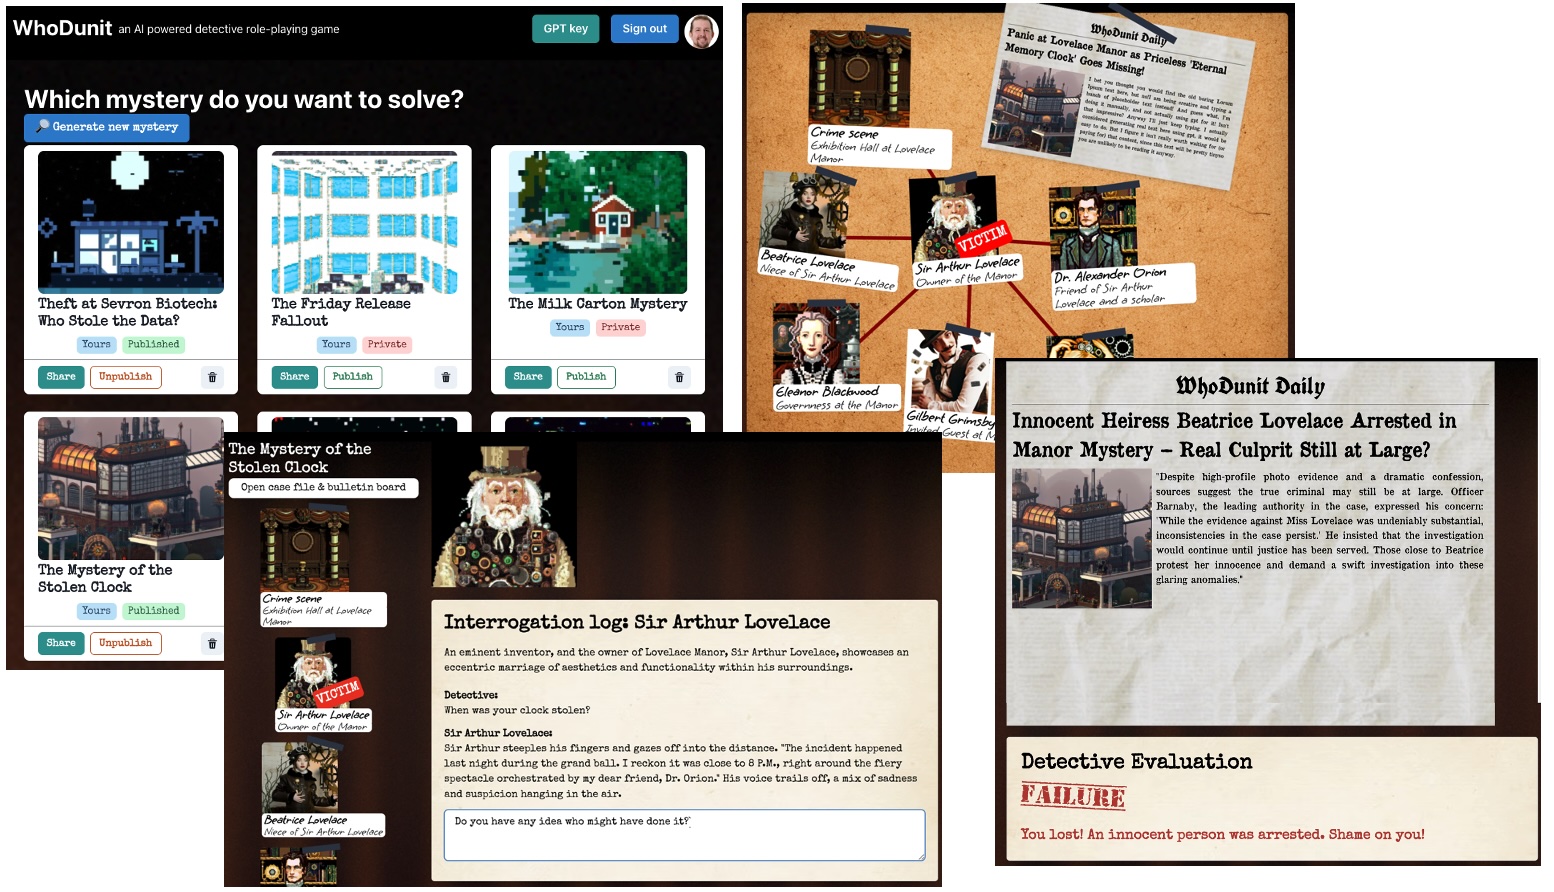 WhoDunit an AI powered detective role-playing game
GPT key
Sign out
Which mystery do you want to solve?
Generate new mystery
Theft at Sevron Biotech:
Who Stole the Data?
Yours Published
Share Unpublish
The Friday Release
Fallout
Yours Private
Share Publish
The Milk Carton Mystery
Yours Private
Share Publish
The Mystery of the
Stolen Clock
Yours Published
Share Unpublish
WhoDunit Daily
Panic at Lovelace Manor as Priceless 'Eternal
Memory Clock' Goes Missing!
I bet you thought you would find the old boring Lorem
Ipsum text here, but no!I am being creative and typing a
bunch of placeholder text instead! And guess what, I'm
doing it manually, and not actually using gpt for it! Isn't
that impressive? Anyway I'll just keep typing. I actually
considered generating real text here using gpt, it would be
easy to do. But I figure it isn't really worth waiting for (or
paying for) that content, since this text will be pretty tiny
you are unlikely to be reading it anyway.
Crime scene
Exhibition Hall at Lovelace
Manor
Beatrice Lovelace
Niece of Sir Arthur Lovelace
VICTIM
Sir Arthur Lovelace
Owner of the Manor
Dr. Alexander Orion
Friend of Sir Arthur
Lovelace and a scholar
Eleanor Blackwood
Governness at the Manor
Gilbert Grimsby
Invited Guest at M
The Mystery of the
Stolen Clock
Open case file & bulletin board
Crime scene
Exhibition Hall at Lovelace
Manor
VICTIM
Sir Arthur Lovelace
Owner of the Manor
Beatrice Lovelace
Niece of Sir Arthur Lovelace
Interrogation log: Sir Arthur Lovelace
An eminent inventor, and the owner of Lovelace Manor, Sir Arthur Lovelace, showcases an
eccentric marriage of aesthetics and functionality within his surroundings.
Detective:
When was your clock stolen?
Sir Arthur Lovelace:
Sir Arthur steeples his fingers and gazes off into the distance. "The incident happened
last night during the grand ball. I reckon it was close to 8 P.M., right around the fiery
spectacle orchestrated by my dear friend, Dr. Orion." His voice trails off, a mix of sadness
and suspicion hanging in the air.
Do you have any idea who might have done it?
WhoDunit Daily
Innocent Heiress Beatrice Lovelace Arrested in
Manor Mystery – Real Culprit Still at Large?
"Despite high-profile photo evidence and a dramatic confession,
sources suggest the true criminal may still be at large. Officer
Barnaby, the leading authority in the case, expressed his concern:
'While the evidence against Miss Lovelace was undeniably substantial,
inconsistencies in the case persist.' He insisted that the investigation
would continue until justice has been served. Those close to Beatrice
protest her innocence and demand a swift investigation into these
glaring anomalies."
Detective Evaluation
FAILURE
You lost! An innocent person was arrested. Shame on you!